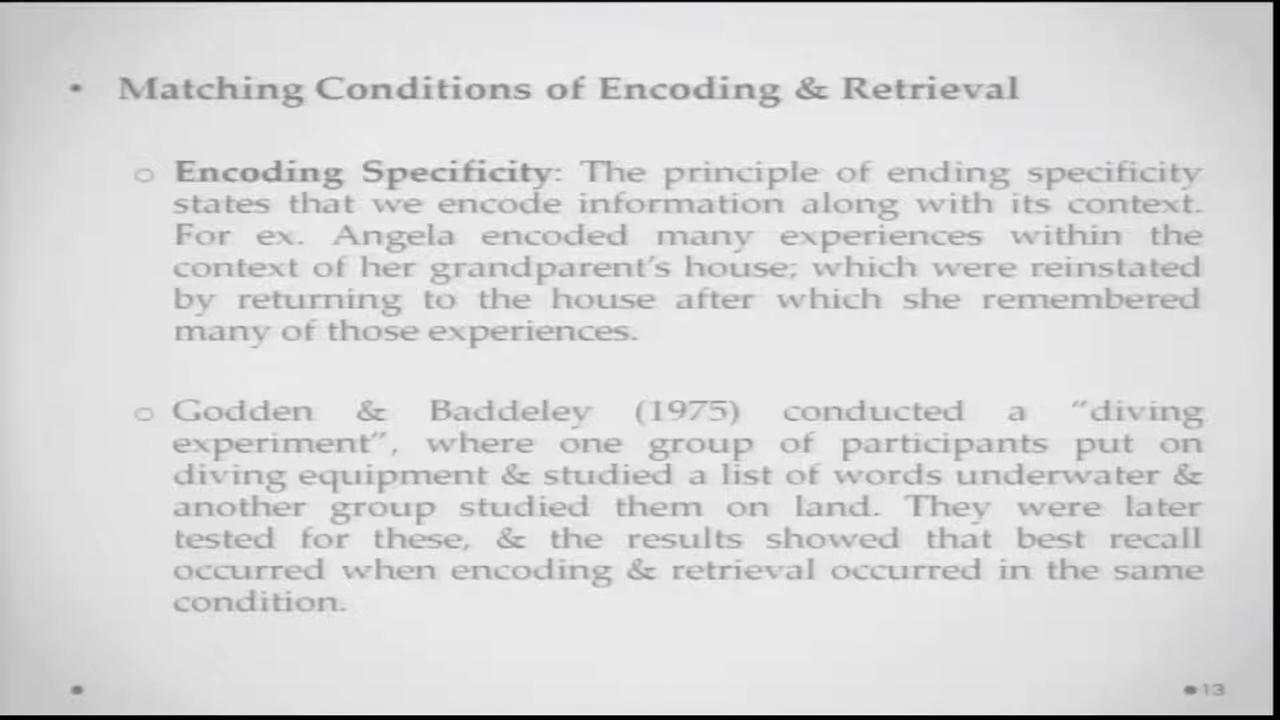 • Matching Conditions of Encoding & Retrieval
o Encoding Specificity: The principle of ending specificity
states that we encode information along with its context.
For ex. Angela encoded many experiences within the
context of her grandparent's house; which were reinstated
by returning to the house after which she remembered
many of those experiences.
o Godden & Baddeley (1975) conducted a "diving
experiment", where one group of participants put on
diving equipment & studied a list of words underwater &
another group studied them on land. They were later
tested for these, & the results showed that best recall
occurred when encoding & retrieval occurred in the same
condition.
• 13